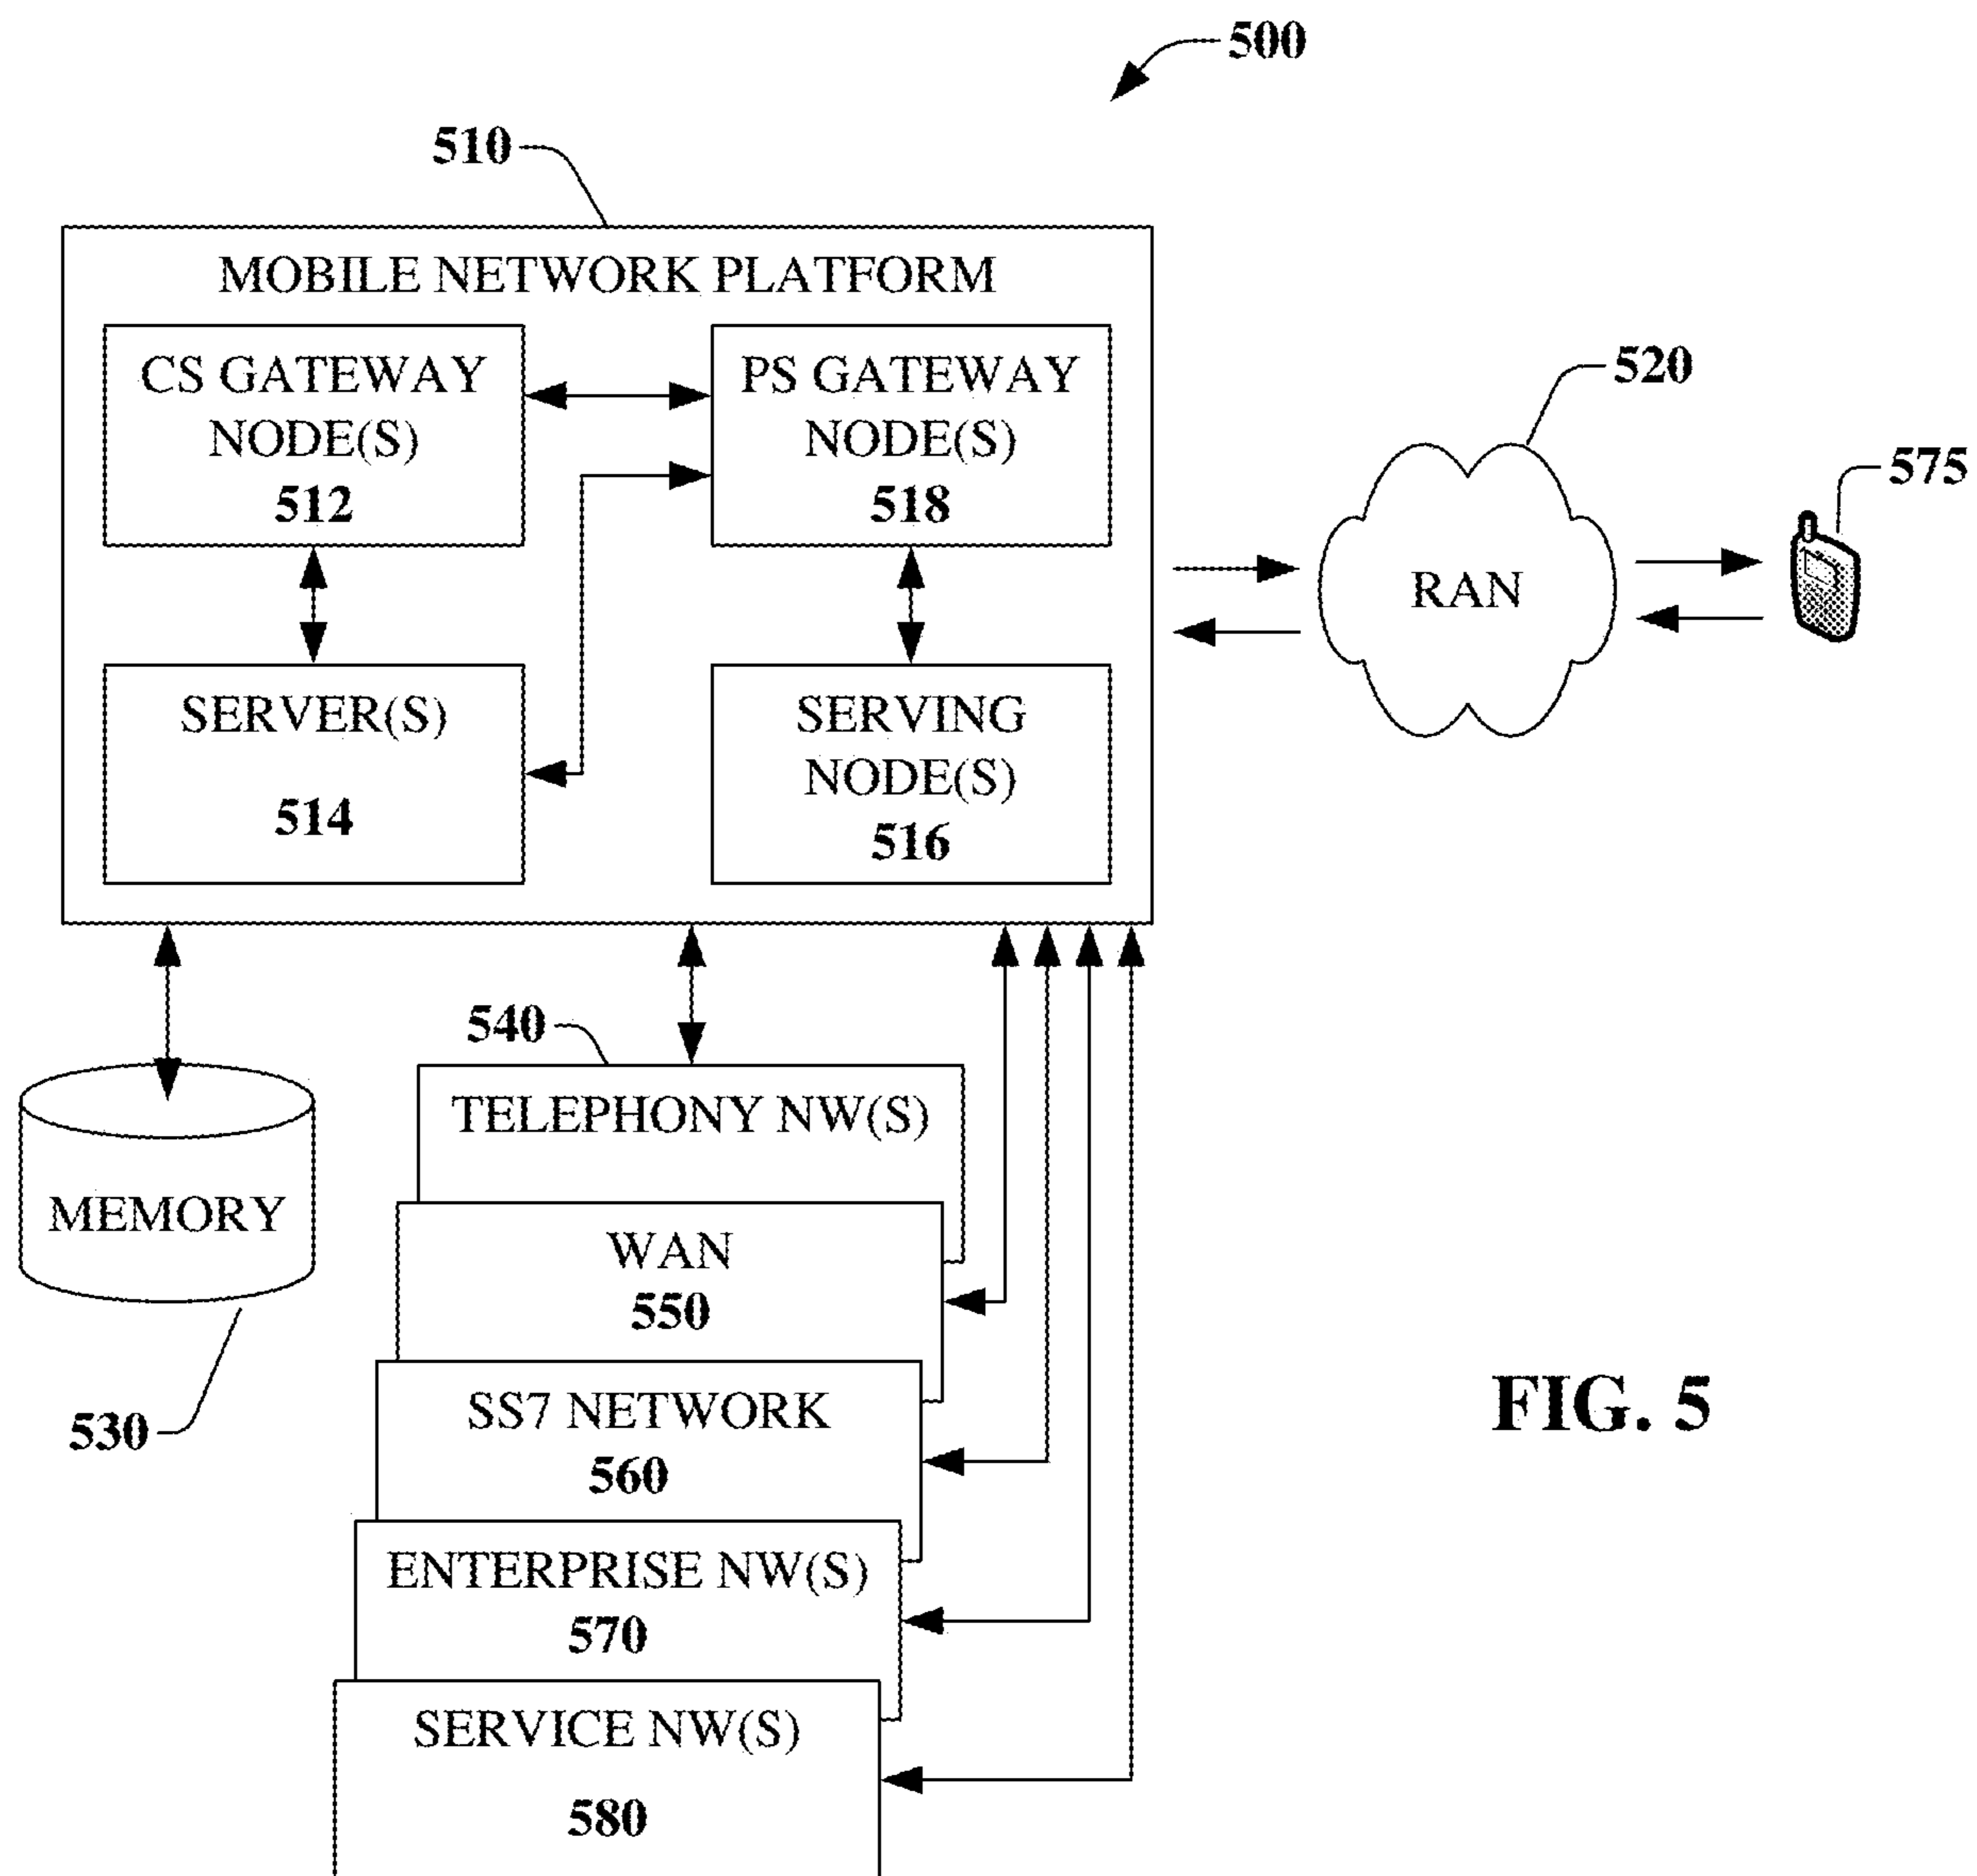 500
510
MOBILE NETWORK PLATFORM
CS GATEWAY
NODE(S)
512
PS GATEWAY
NODE(S)
518
SERVER(S)
514
SERVING
NODE(S)
516
520
RAN
575
540
TELEPHONY NW(S)
MEMORY
530
WAN
550
SS7 NETWORK
560
ENTERPRISE NW(S)
570
SERVICE NW(S)
580
FIG. 5